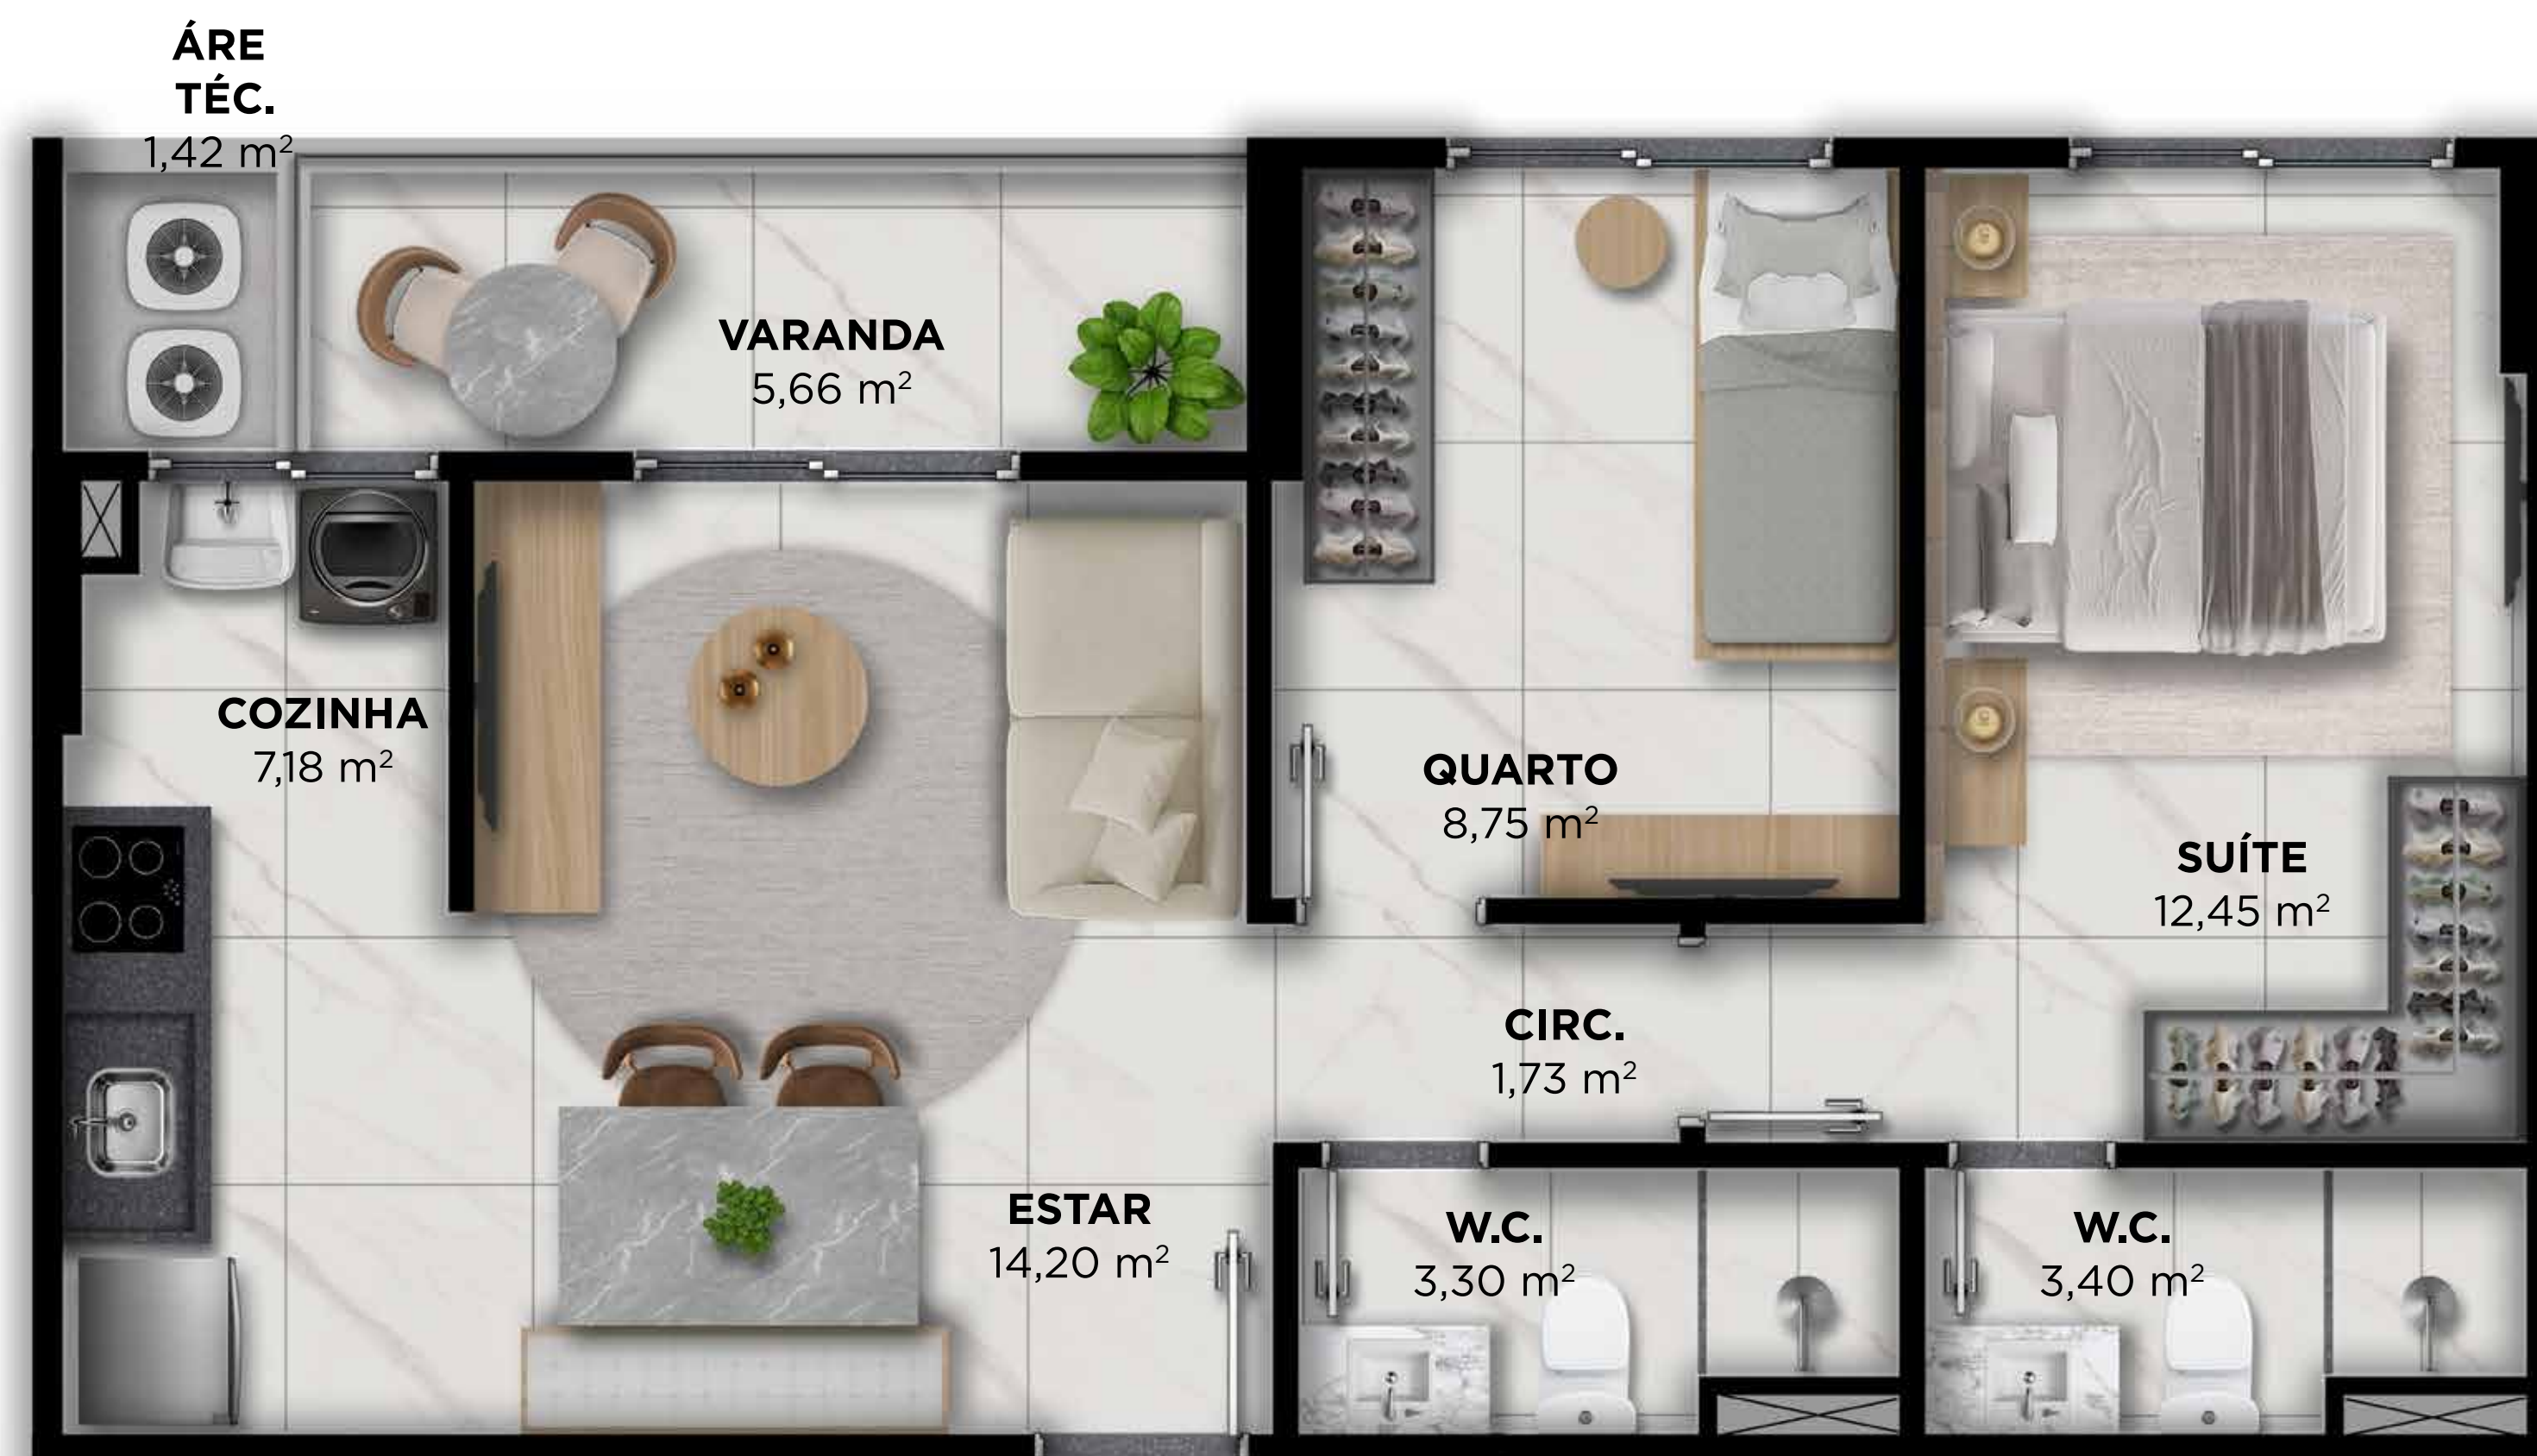 ÁRE
TÉC.
1,42 m²
VARANDA
5,66 m²
COZINHA
7,18 m²
QUARTO
8,75 m²
SUÍTE
12,45 m²
CIRC.
1,73 m²
ESTAR
14,20 m²
W.C.
3,30 m²
W.C.
3,40 m²